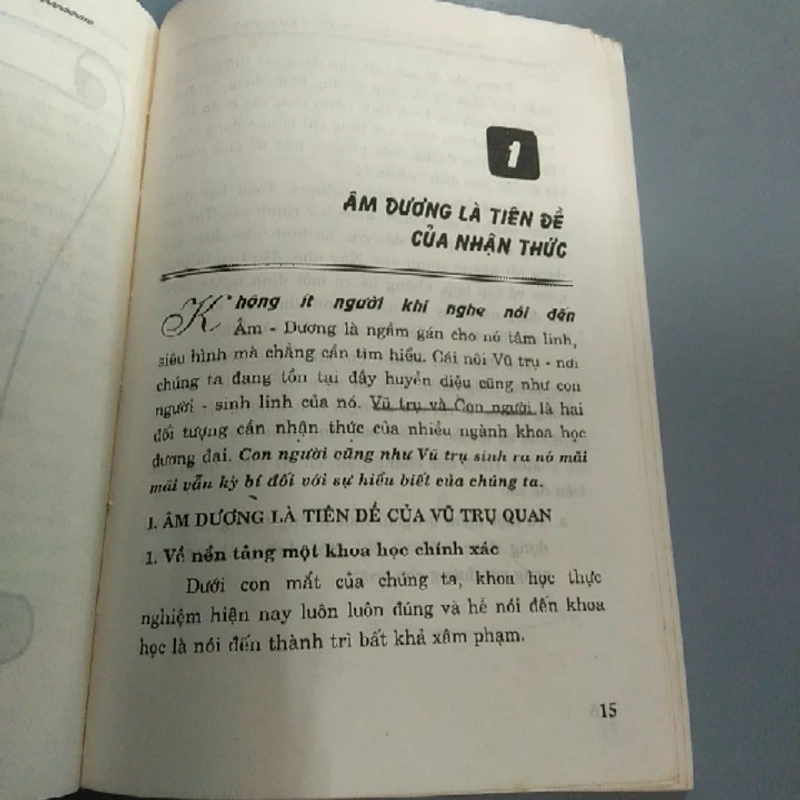 1
ÂM DƯƠNG LÀ TIÊN ĐỀ
CỦA NHẬN THỨC
Không ít người khi nghe nói đến
Âm - Dương là ngầm gán cho nó tâm linh,
siêu hình mà chẳng cần tìm hiểu. Cái nôi Vũ trụ - nơi
chúng ta đang tồn tại đầy huyền diệu cũng như con
người - sinh linh của nó. Vũ trụ và Con người là hai
đối tượng cần nhận thức của nhiều ngành khoa học
đương đại. Con người cũng như Vũ trụ sinh ra nó mãi
mãi vẫn kỳ bí đối với sự hiểu biết của chúng ta.
I. ÂM DƯƠNG LÀ TIÊN ĐỀ CỦA VŨ TRỤ QUAN
1. Về nền tảng một khoa học chính xác
Dưới con mắt của chúng ta, khoa học thực
nghiệm hiện nay luôn luôn đúng và hễ nói đến khoa
học là nói đến thành trì bất khả xâm phạm.
15